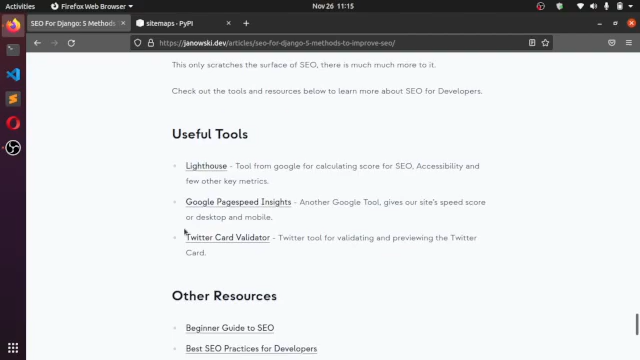 Activities
Firefox Web Browser
Nov 26 11:15
SEO For Django: 5 Methods
sitemaps · PyPI
https://janowski.dev/articles/seo-for-django-5-methods-to-improve-seo/
This only scratches the surface of SEO, there is much much more to it.
Check out the tools and resources below to learn more about SEO for Developers.
Useful Tools
Lighthouse - Tool from google for calculating score for SEO, Accessibility and
few other key metrics.
Google Pagespeed Insights - Another Google Tool, gives our site's speed score
or desktop and mobile.
Twitter Card Validator - Twitter tool for validating and previewing the Twitter
Card.
Other Resources
Beginner Guide to SEO
Best SEO Practices for Developers